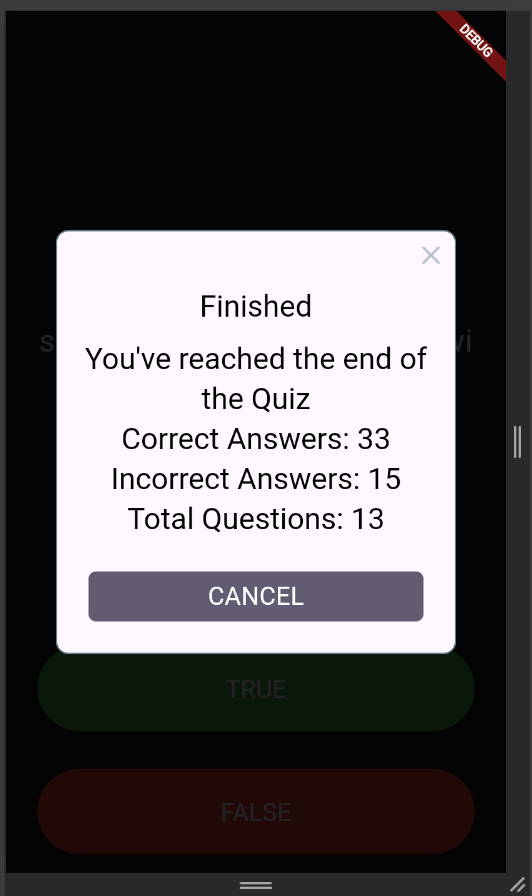 DEBUG
Finished
You've reached the end of
the Quiz
Correct Answers: 33
Incorrect Answers: 15
Total Questions: 13
CANCEL
TRUE
FALSE